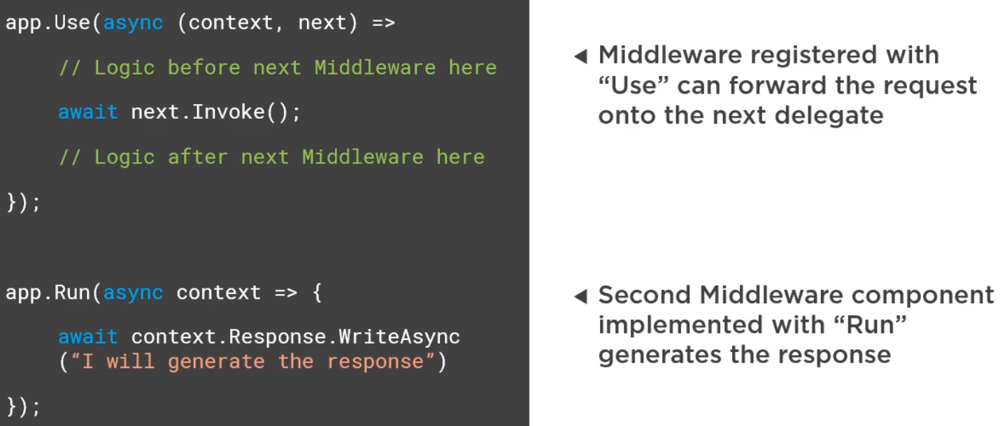 app.Use(async (context, next) =>
// Logic before next Middleware here
await next.Invoke();
// Logic after next Middleware here
});
◄ Middleware registered with
“Use” can forward the request
onto the next delegate
app.Run(async context => {
await context.Response.WriteAsync
(“I will generate the response”)
});
◄ Second Middleware component
implemented with “Run”
generates the response